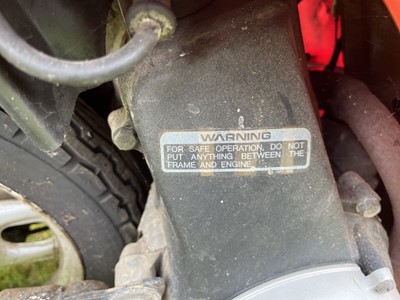 WARNING
FOR SAFE OPERATION, DO NOT
PUT ANYTHING BETWEEN THE
FRAME AND ENGINE.